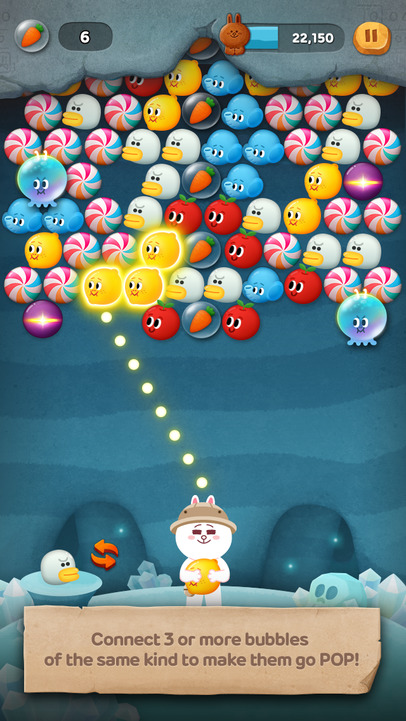 6
22,150
Connect 3 or more bubbles
of the same kind to make them go POP!